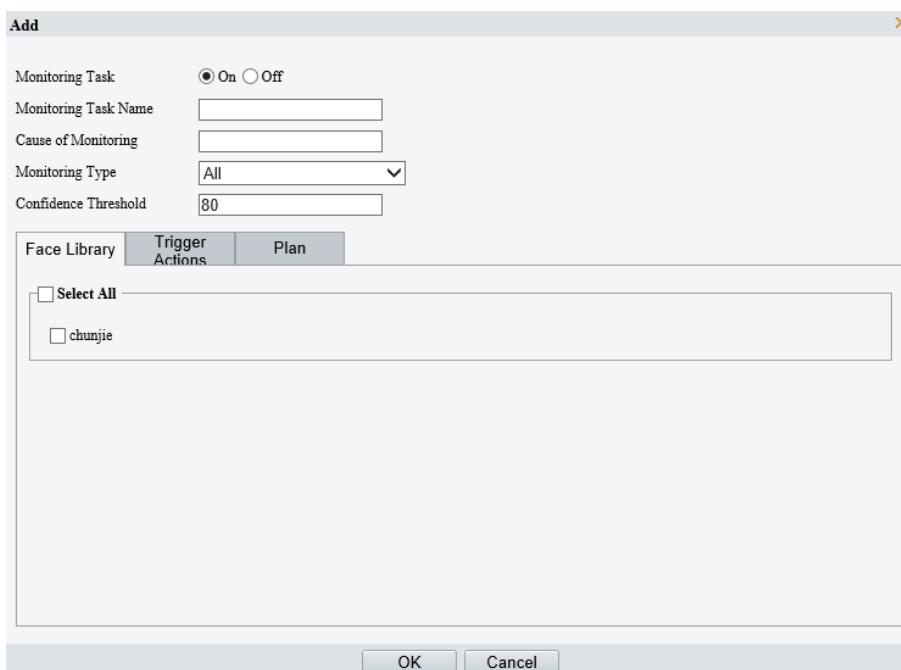 Add
Monitoring Task On Off
Monitoring Task Name
Cause of Monitoring
Monitoring Type All
Confidence Threshold 80
Face Library Trigger Actions Plan
Select All
chunjie
OK Cancel